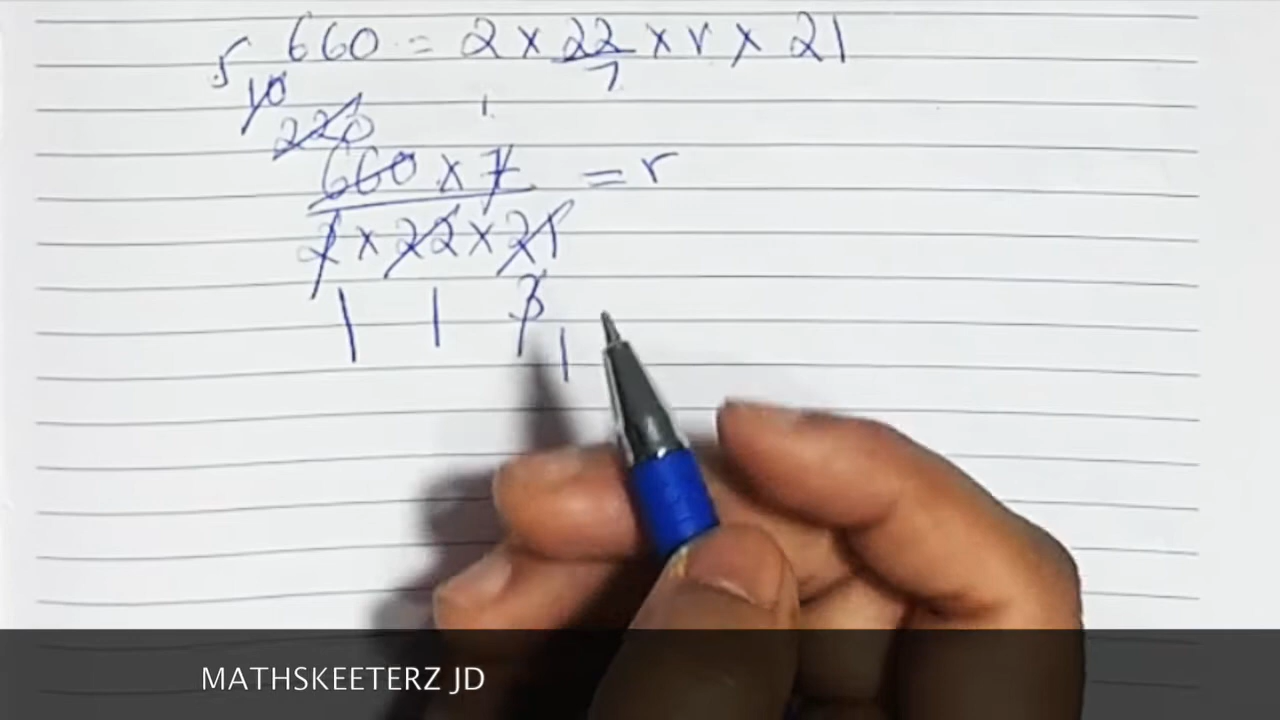 660 = 2 × 22/7 × r × 21
5
10
220 1
660 × 7 = r
2 × 22 × 21
1 1 3
1
MATHSKEETERZ JD